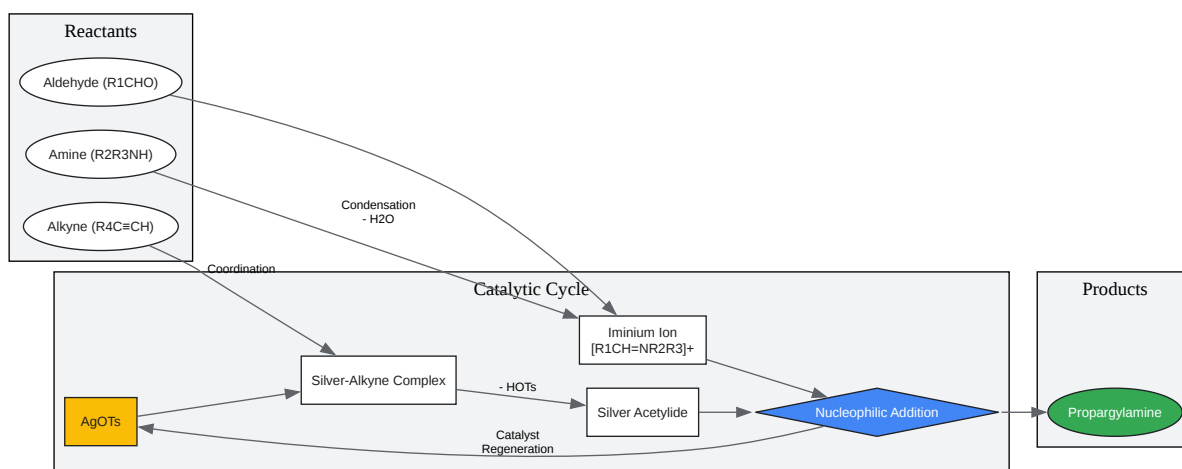 Reactants
Aldehyde (R1CHO)
Amine (R2R3NH)
Alkyne (R4C≡CH)
Condensation
- H2O
Coordination
Catalytic Cycle
Products
Iminium Ion
[R1CH=NR2R3]+
Silver-Alkyne Complex
- HOTs
AgOTs
Silver Acetylide
Nucleophilic Addition
Propargylamine
Catalyst
Regeneration